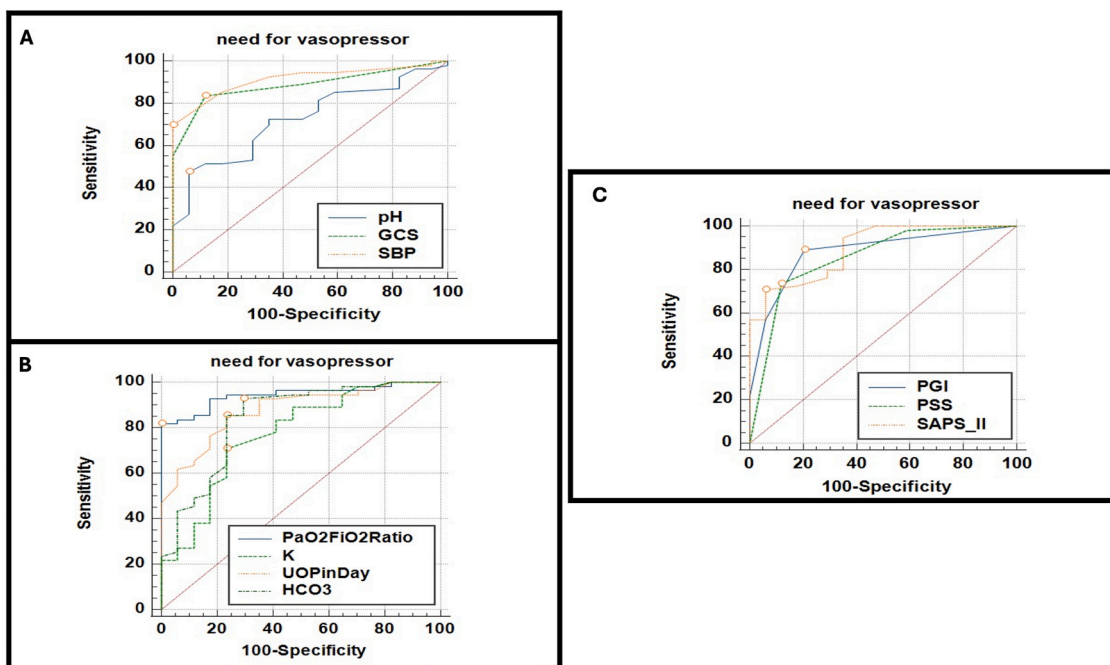 A
need for vasopressor
100
80
60
40
20
0
Sensitivity
0 20 40 60 80 100
100-Specificity
pH
GCS
SBP
B
need for vasopressor
100
80
60
40
20
0
Sensitivity
0 20 40 60 80 100
100-Specificity
PaO2FiO2Ratio
K
UOPinDay
HCO3
C
need for vasopressor
100
80
60
40
20
0
Sensitivity
0 20 40 60 80 100
100-Specificity
PGI
PSS
SAPS_II